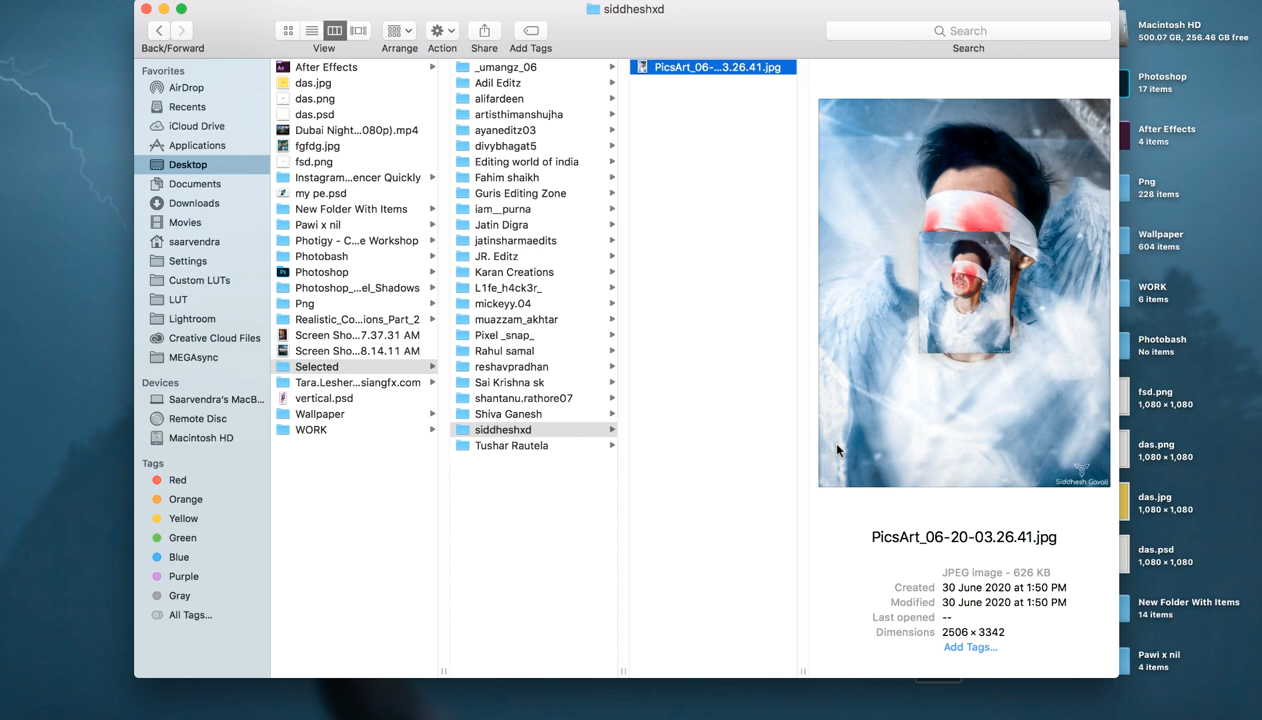 siddheshxd
Back/Forward
View
Arrange
Action
Share
Add Tags
Search
Search
Favorites
AirDrop
Recents
iCloud Drive
Applications
Desktop
Documents
Downloads
Movies
saarvendra
Settings
Custom LUTs
LUT
Lightroom
Creative Cloud Files
MEGAsync
Devices
Saarvendra's MacB...
Remote Disc
Macintosh HD
Tags
Red
Orange
Yellow
Green
Blue
Purple
Gray
All Tags...
After Effects
das.jpg
das.png
das.psd
Dubai Night...080p).mp4
fgfdg.jpg
fsd.png
Instagram...encer Quickly
my pe.psd
New Folder With Items
Pawi x nil
Photigy - C...e Workshop
Photobash
Photoshop
Photoshop_...el_Shadows
Png
Realistic_Co...ions_Part_2
Screen Sho...7.37.31 AM
Screen Sho...8.14.11 AM
Selected
Tara.Lesher...siangfx.com
vertical.psd
Wallpaper
WORK
_umangz_06
Adil Editz
alifardeen
artisthimanshujha
ayaneditz03
divybhagat5
Editing world of india
Fahim shaikh
Guris Editing Zone
iam__purna
Jatin Digra
jatinsharmaedits
JR. Editz
Karan Creations
L1fe_h4ck3r_
mickeyy.04
muazzam_akhtar
Pixel _snap_
Rahul samal
reshavpradhan
Sai Krishna sk
shantanu.rathore07
Shiva Ganesh
siddheshxd
Tushar Rautela
PicsArt_06-...3.26.41.jpg
Siddhesh Gavali
PicsArt_06-20-03.26.41.jpg
JPEG image - 626 KB
Created 30 June 2020 at 1:50 PM
Modified 30 June 2020 at 1:50 PM
Last opened --
Dimensions 2506 × 3342
Add Tags...
Macintosh HD
500.07 GB, 256.46 GB free
Photoshop
17 items
After Effects
4 items
Png
228 items
Wallpaper
604 items
WORK
6 items
Photobash
No items
fsd.png
1,080 × 1,080
das.png
1,080 × 1,080
das.jpg
1,080 × 1,080
das.psd
1,080 × 1,080
New Folder With Items
14 items
Pawi x nil
4 items